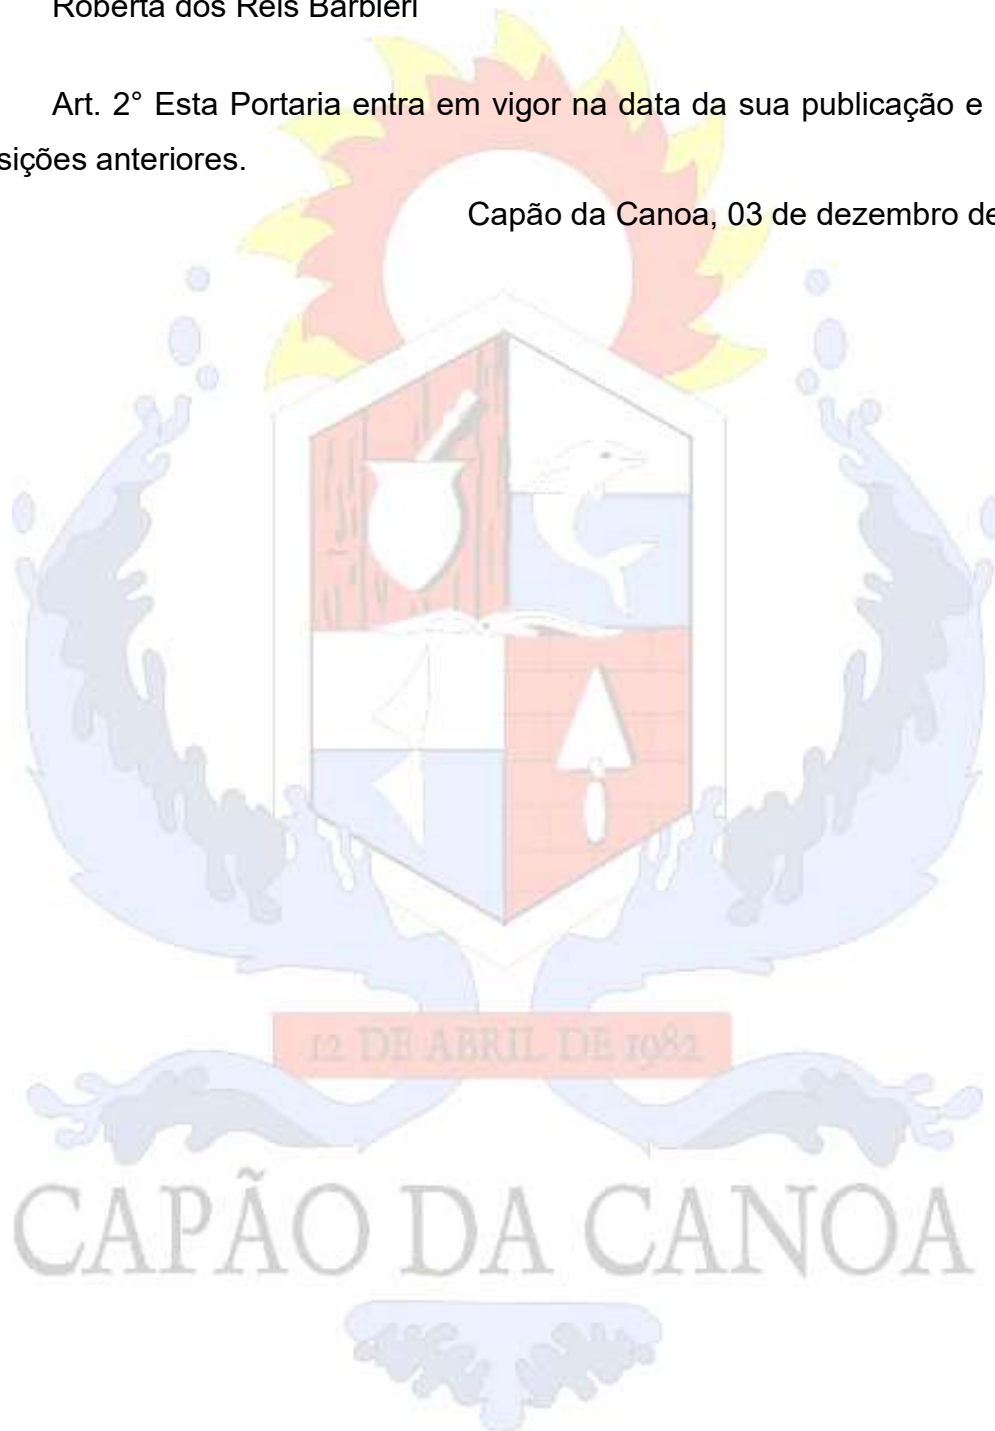 Roberta dos Reis Barbieri
Art. 2° Esta Portaria entra em vigor na data da sua publicação e
sições anteriores.
Capão da Canoa, 03 de dezembro de
12 DE ABRIL DE 1982
CAPÃO DA CANOA